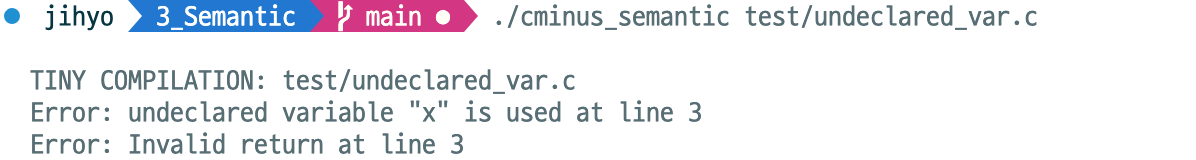 jihyo 3_Semantic main ./cminus_semantic test/undeclared_var.c
TINY COMPILATION: test/undeclared_var.c
Error: undeclared variable "x" is used at line 3
Error: Invalid return at line 3